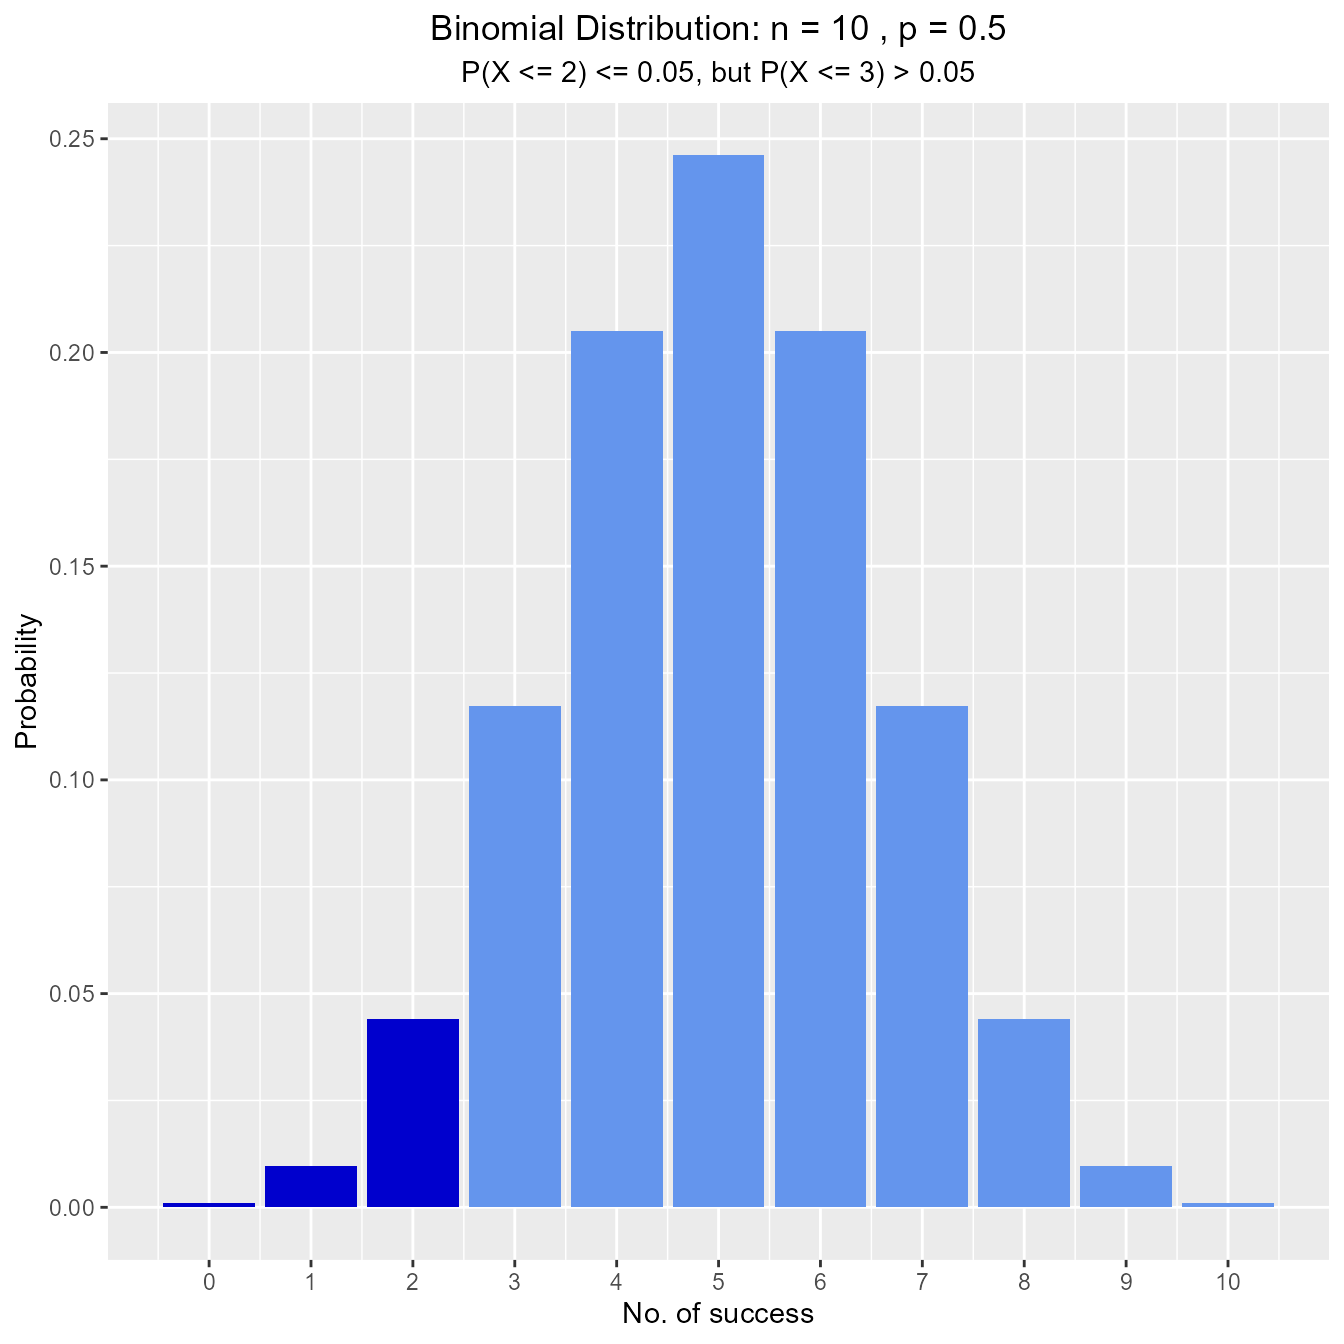 Binomial Distribution: n = 10 , p = 0.5
P(X <= 2) <= 0.05, but P(X <= 3) > 0.05
0.25
0.20
0.15
0.10
0.05
0.00
Probability
0 1 2 3 4 5 6 7 8 9 10
No. of success